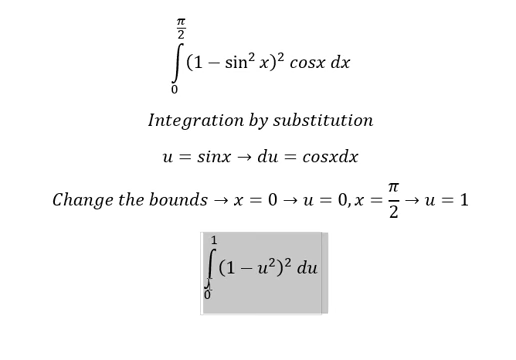 ∫₀^(π/2) (1 − sin² x)² cosx dx
Integration by substitution
u = sinx → du = cosxdx
Change the bounds → x = 0 → u = 0, x = π/2 → u = 1
∫₀¹ (1 − u²)² du